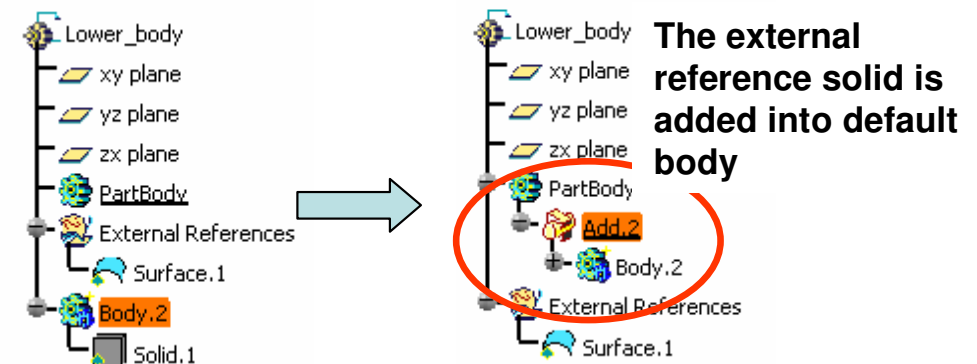 Lower_body
xy plane
yz plane
zx plane
PartBody
External References
Surface.1
Body.2
Solid.1
Lower_body
xy plane
yz plane
zx plane
PartBody
Add.2
Body.2
External References
Surface.1
The external
reference solid is
added into default
body